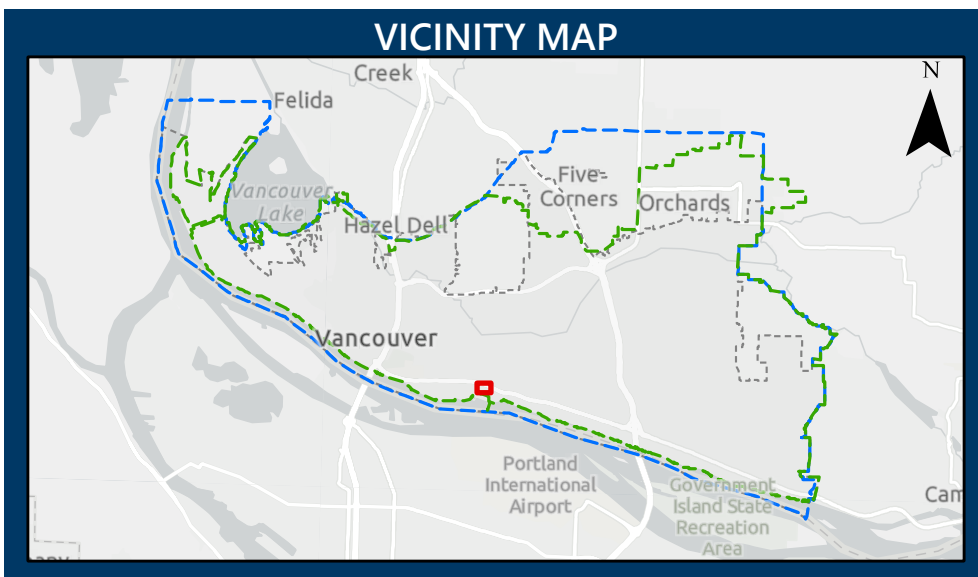 VICINITY MAP
N
Creek
Felida
Five-
Corners
Vancouver
Lake
Orchards
Hazel Dell
Vancouver
Portland
International
Airport
Government
Island State
Recreation
Area
Cam